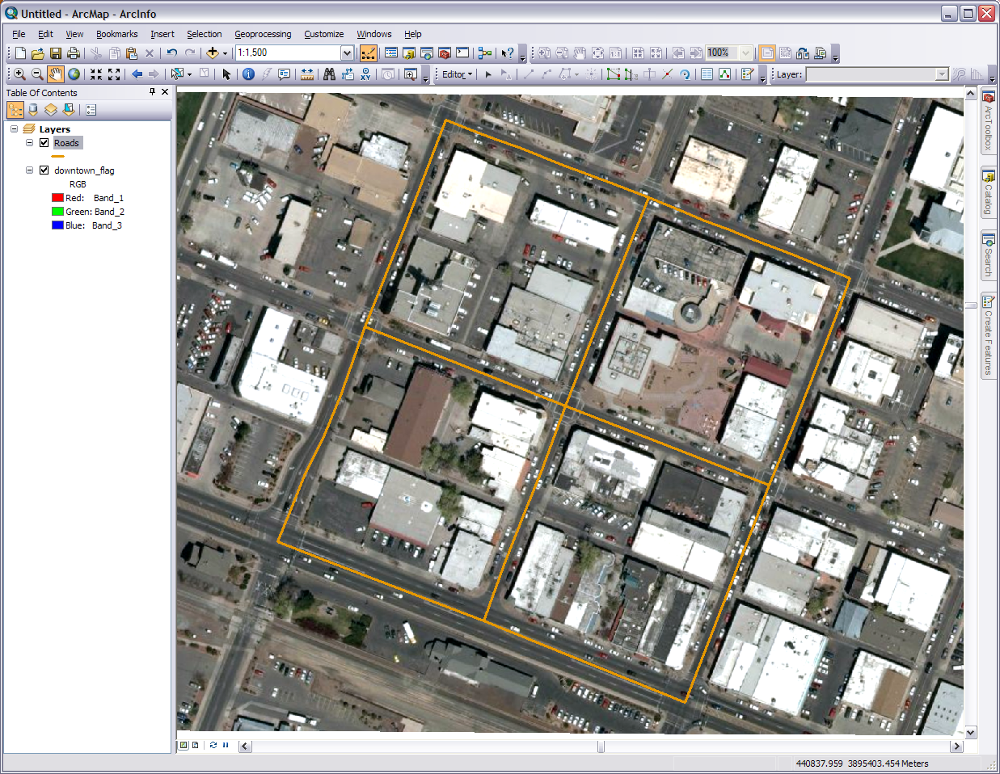 Untitled - ArcMap - ArcInfo
File Edit View Bookmarks Insert Selection Geoprocessing Customize Windows Help
1:1,500
1:1
100%
Editor
Layer:
Table Of Contents
Layers
Roads
downtown_flag
RGB
Red: Band_1
Green: Band_2
Blue: Band_3
ArcToolbox
Catalog
Search
Create Features
440837.959 3895403.454 Meters